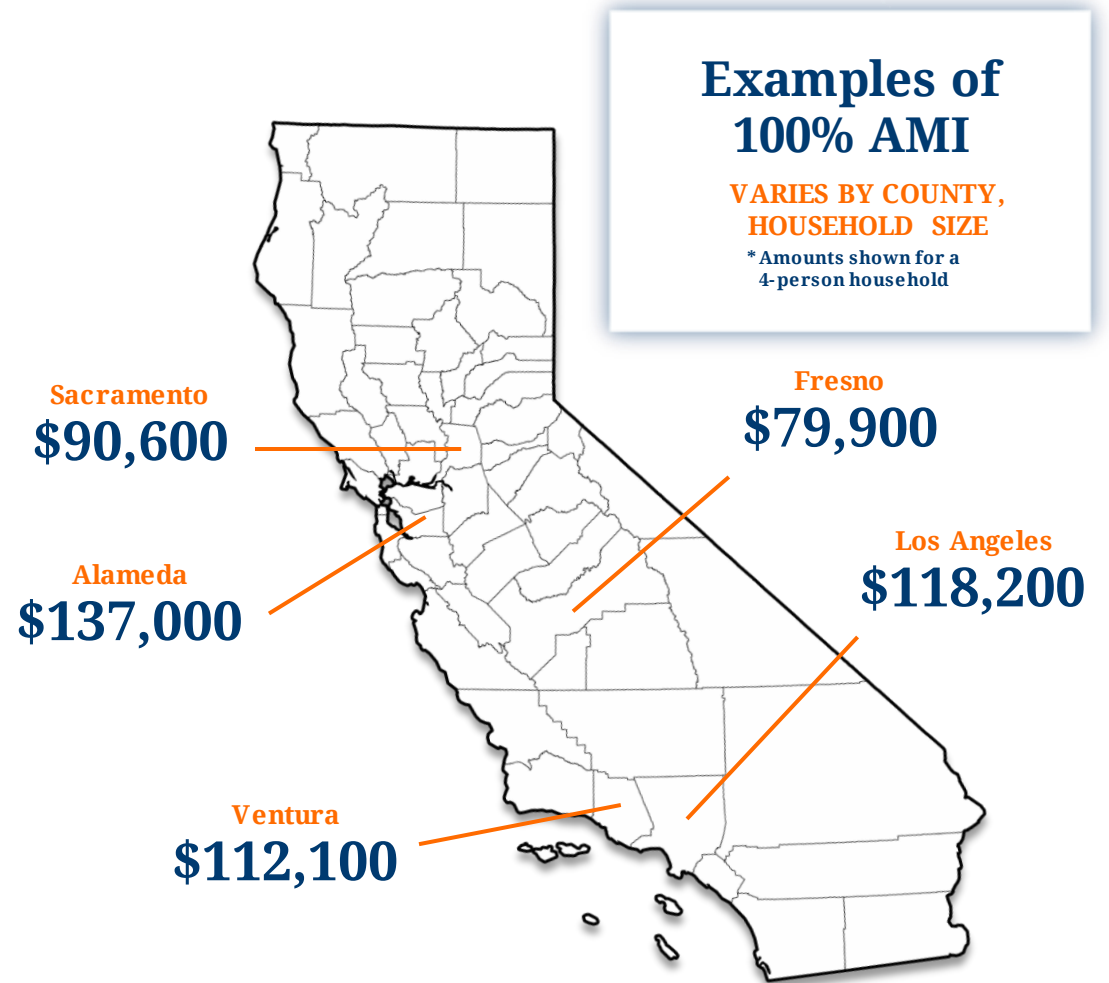 Examples of
100% AMI
VARIES BY COUNTY,
HOUSEHOLD SIZE
*Amounts shown for a
4-person household
Sacramento
$90,600
Fresno
$79,900
Alameda
$137,000
Los Angeles
$118,200
Ventura
$112,100